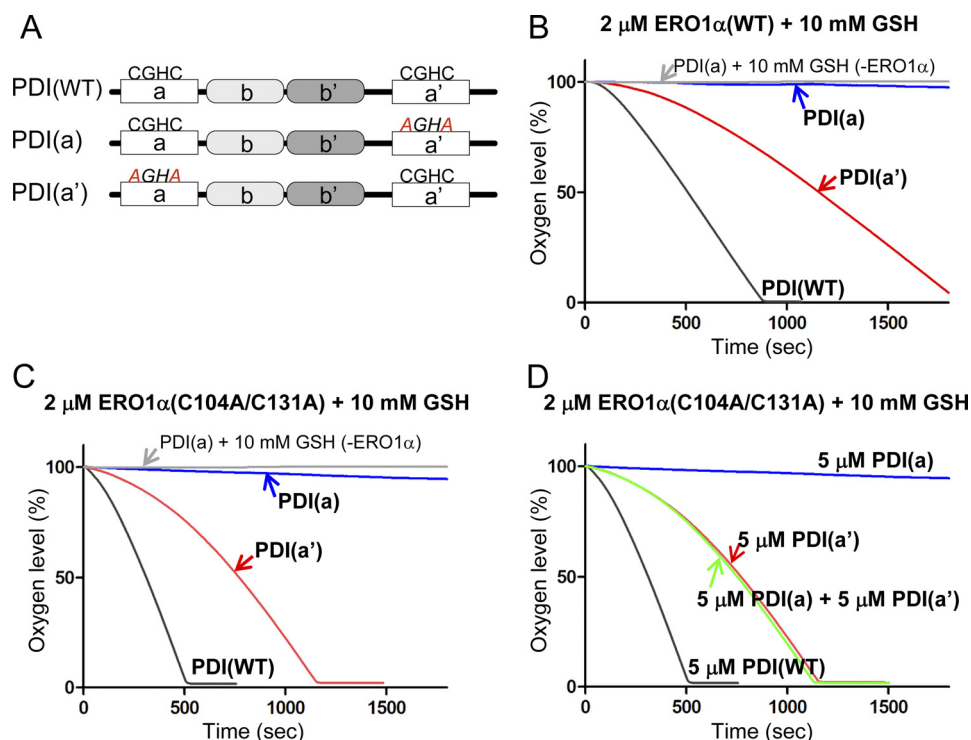 A
CGHC CGHC
PDI(WT) a b b’ a’
CGHC AGHA
PDI(a) a b b’ a’
AGHA CGHC
PDI(a’) a b b’ a’
B
2 μM ERO1α(WT) + 10 mM GSH
PDI(a) + 10 mM GSH (-ERO1α)
100
PDI(a)
PDI(a’)
50
PDI(WT)
0
0 500 1000 1500
Oxygen level (%)
Time (sec)
C
2 μM ERO1α(C104A/C131A) + 10 mM GSH
PDI(a) + 10 mM GSH (-ERO1α)
100
PDI(a)
PDI(a’)
50
PDI(WT)
0
0 500 1000 1500
Oxygen level (%)
Time (sec)
D
2 μM ERO1α(C104A/C131A) + 10 mM GSH
100
5 μM PDI(a)
5 μM PDI(a’)
50
5 μM PDI(a) + 5 μM PDI(a’)
5 μM PDI(WT)
0
0 500 1000 1500
Oxygen level (%)
Time (sec)